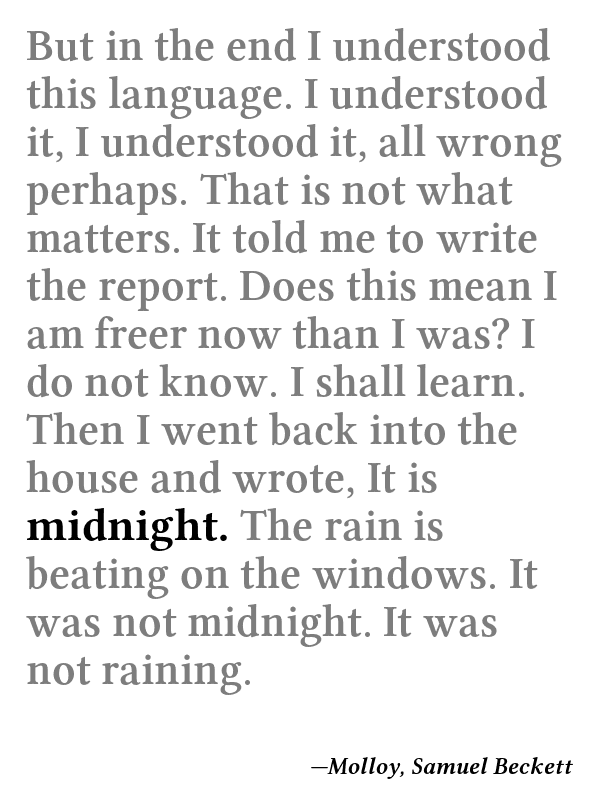 But in the end I understood
this language. I understood
it, I understood it, all wrong
perhaps. That is not what
matters. It told me to write
the report. Does this mean I
am freer now than I was? I
do not know. I shall learn.
Then I went back into the
house and wrote, It is
midnight. The rain is
beating on the windows. It
was not midnight. It was
not raining.
—Molloy, Samuel Beckett